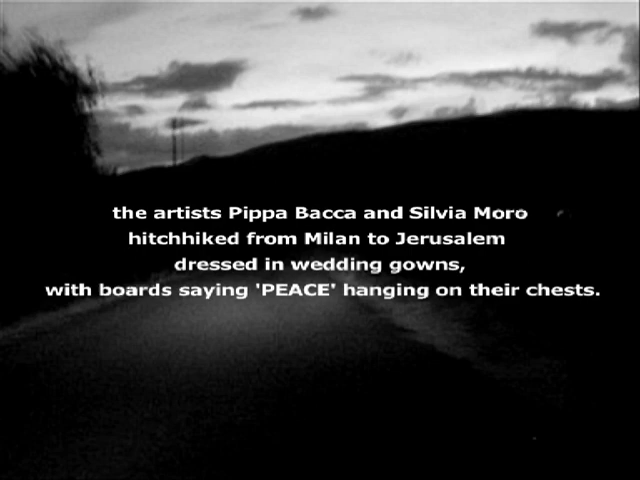 the artists Pippa Bacca and Silvia Moro
hitchhiked from Milan to Jerusalem
dressed in wedding gowns,
with boards saying 'PEACE' hanging on their chests.